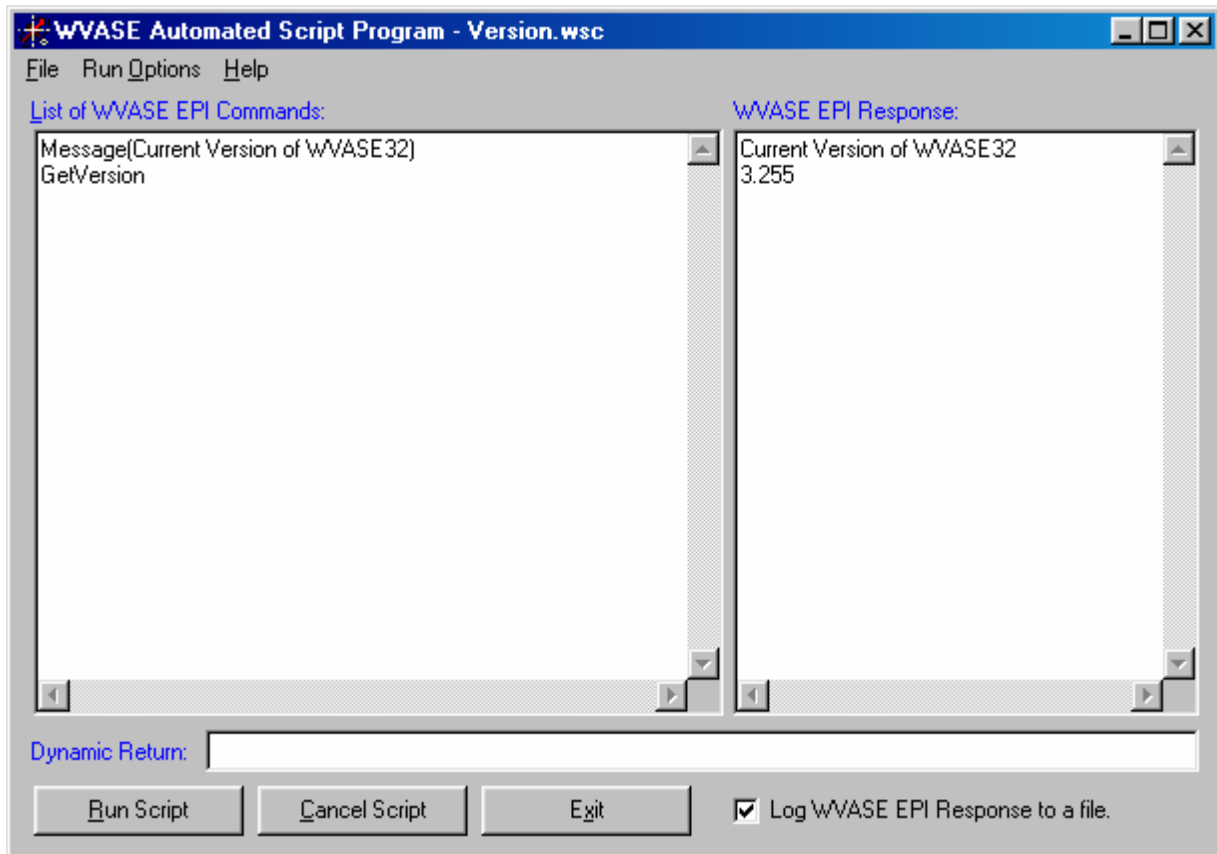 WVASE Automated Script Program - Version.wsc
File Run Options Help
List of WVASE EPI Commands:
Message(Current Version of WVASE32)
GetVersion
WVASE EPI Response:
Current Version of WVASE32
3.255
Dynamic Return:
Run Script
Cancel Script
Exit
Log WVASE EPI Response to a file.